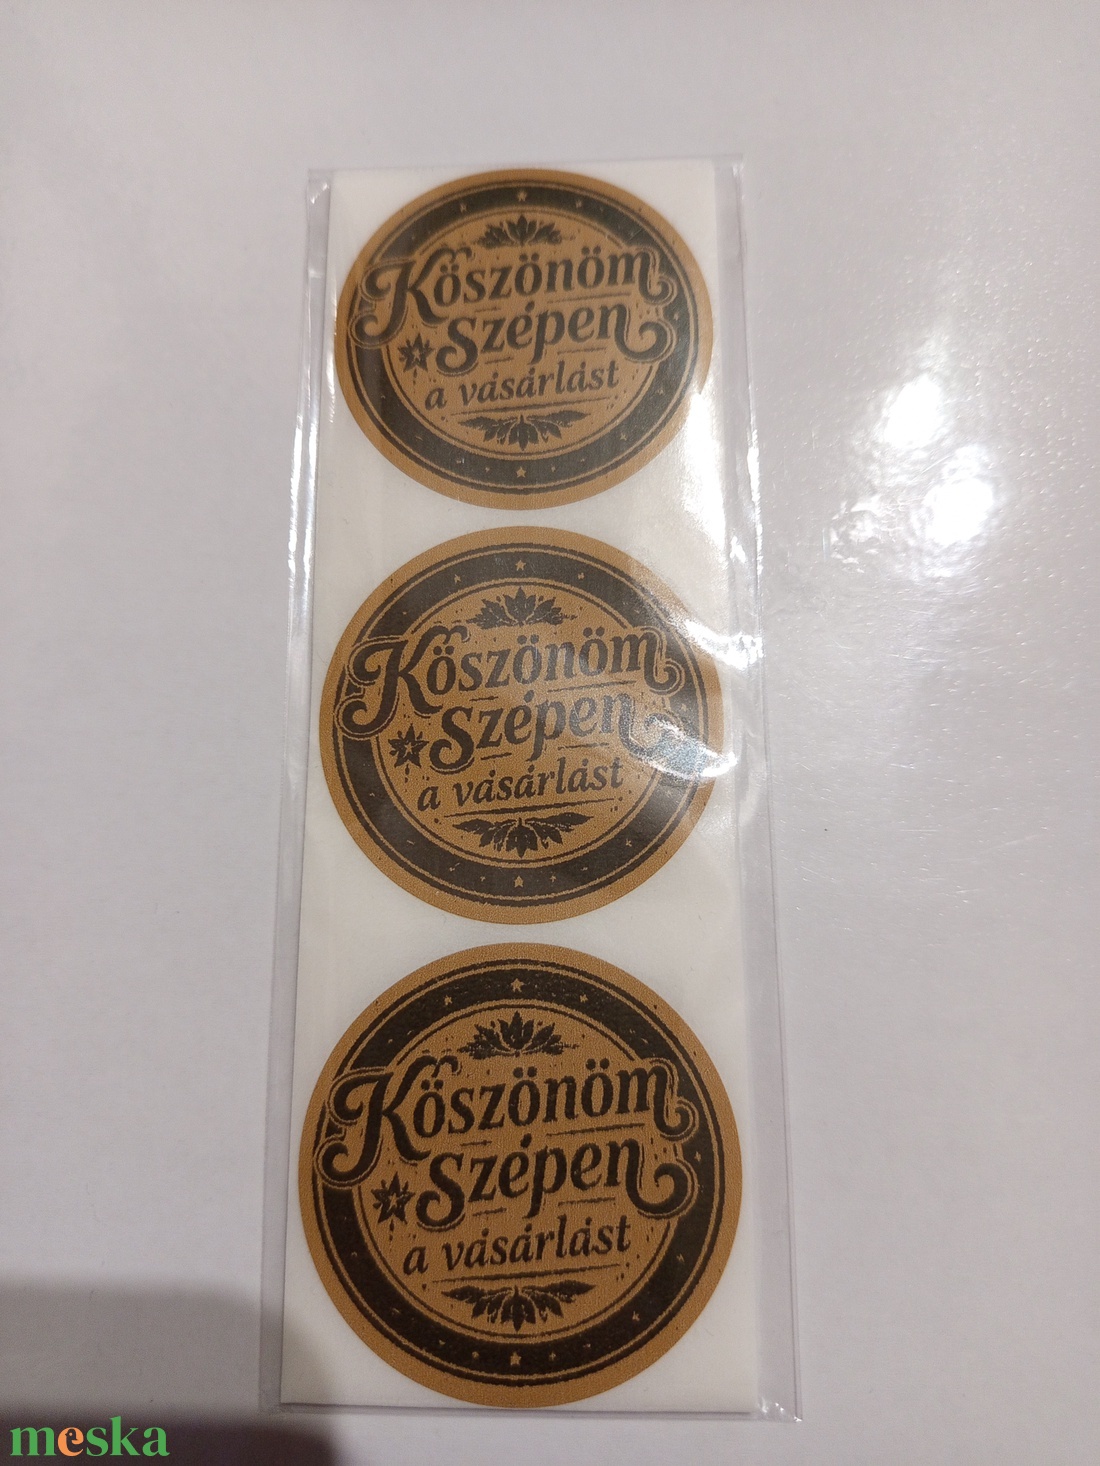 Köszönöm
Szépen
a vásárlást
Köszönöm
Szépen
a vásárlást
Köszönöm
Szépen
a vásárlást
meska